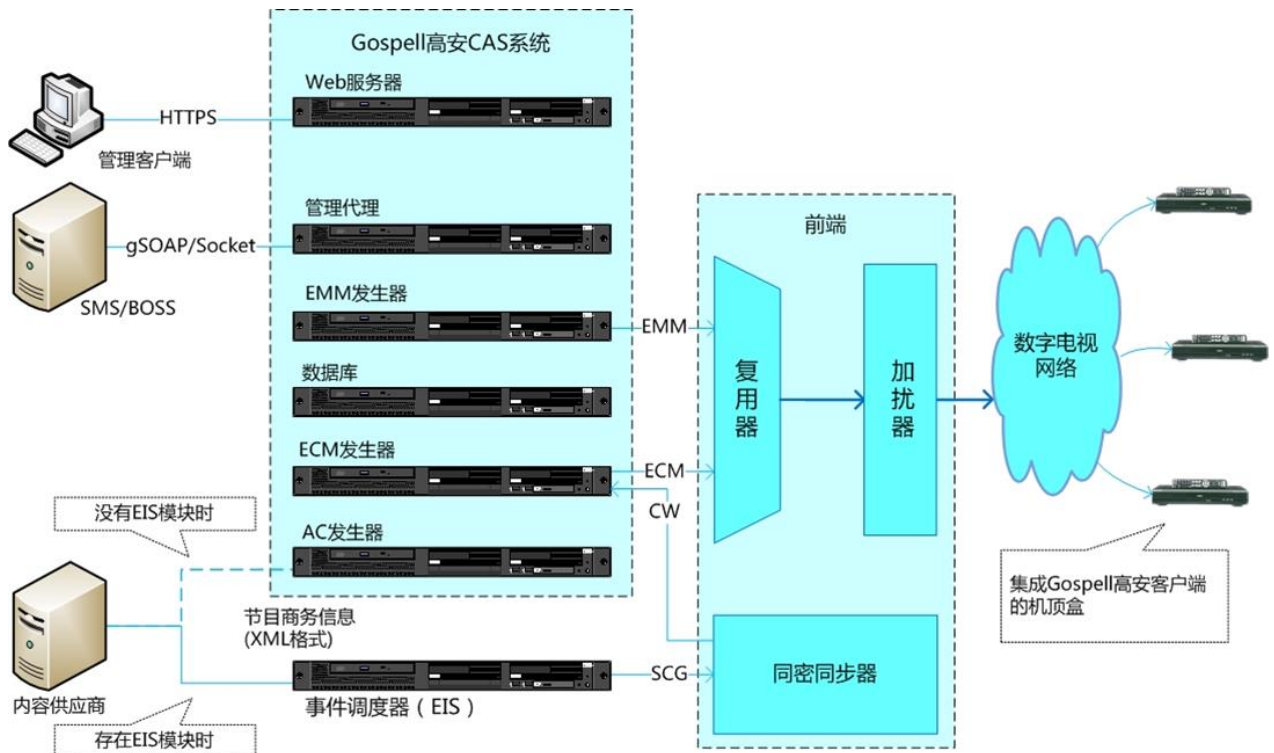 Gospell高安CAS系统
Web服务器
HTTPS
管理客户端
管理代理
gSOAP/Socket
SMS/BOSS
EMM发生器
EMM
数据库
ECM发生器
ECM
CW
没有EIS模块时
AC发生器
节目商务信息
(XML格式)
内容供应商
存在EIS模块时
事件调度器（EIS）
SCG
前端
复用器
加扰器
同密同步器
数字电视
网络
集成Gospell高安客户端
的机顶盒